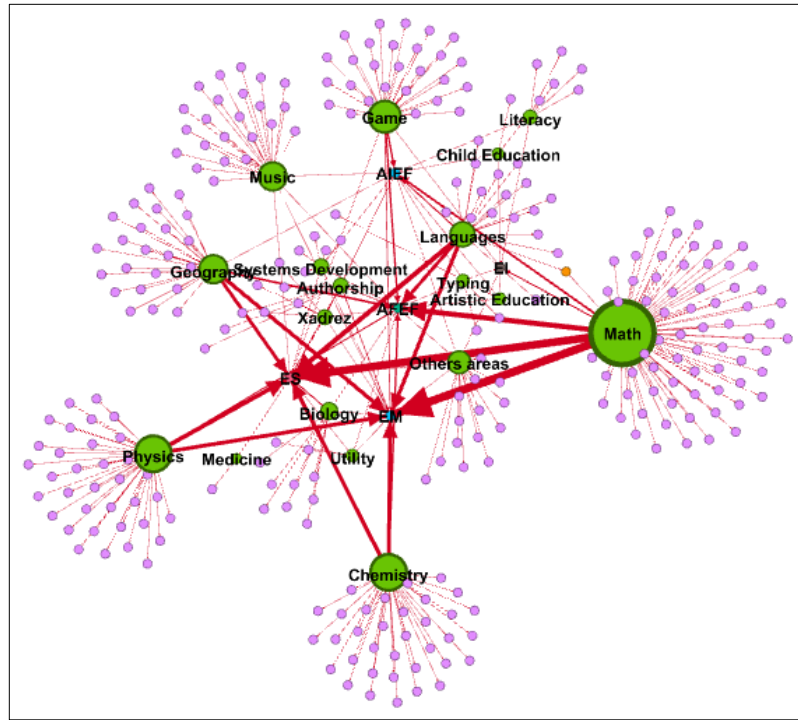 Game
Literacy
Child Education
AIEF
Music
Languages
Geography
Systems Development
EI
Typing
Authorship
Artistic Education
AFEF
Xadrez
Math
Others areas
ES
Biology
EM
Physics
Medicine
Utility
Chemistry